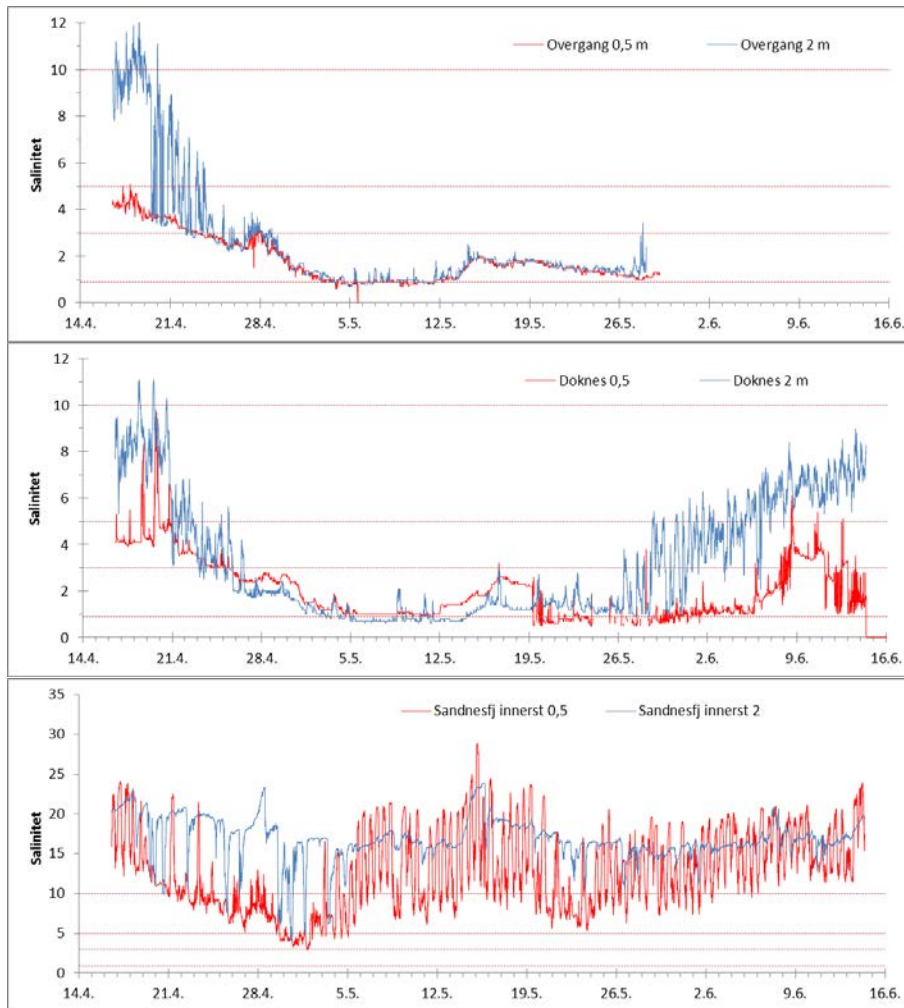 Overgang 0,5 m Overgang 2 m
Salinitet
12
10
8
6
4
2
0
14.4. 21.4. 28.4. 5.5. 12.5. 19.5. 26.5. 2.6. 9.6. 16.6.
Doknes 0,5 Doknes 2 m
Salinitet
12
10
8
6
4
2
0
14.4. 21.4. 28.4. 5.5. 12.5. 19.5. 26.5. 2.6. 9.6. 16.6.
Sandnesfj innerst 0,5 Sandnesfj innerst 2
Salinitet
35
30
25
20
15
10
5
0
14.4. 21.4. 28.4. 5.5. 12.5. 19.5. 26.5. 2.6. 9.6. 16.6.